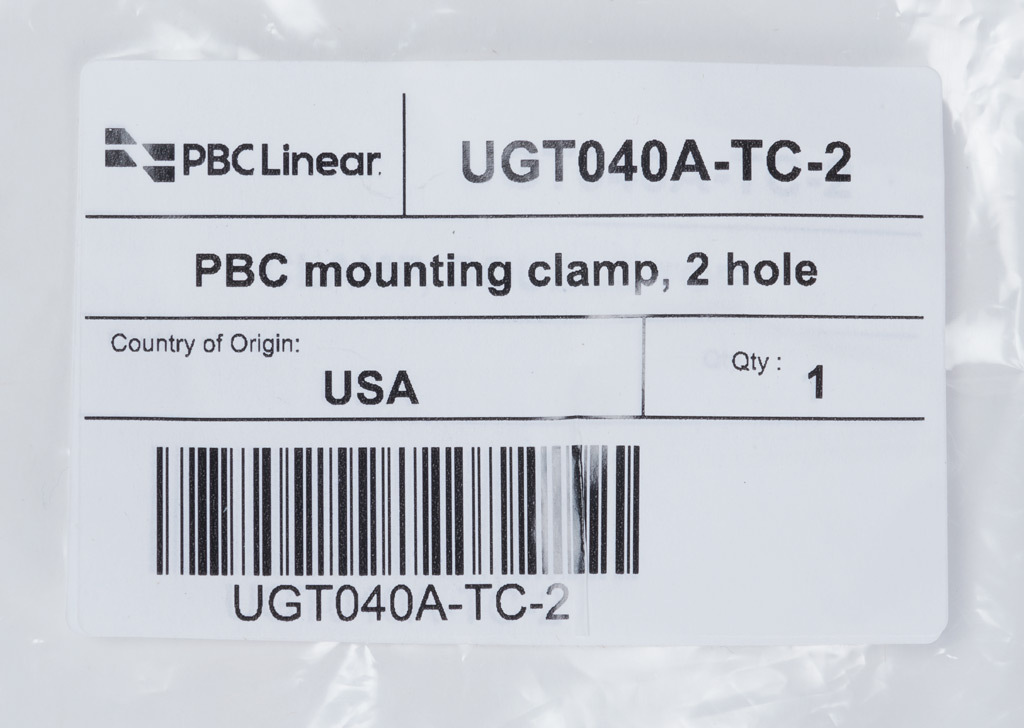 PBC Linear.
UGT040A-TC-2
PBC mounting clamp, 2 hole
Country of Origin:
USA
Qty :
1
UGT040A-TC-2